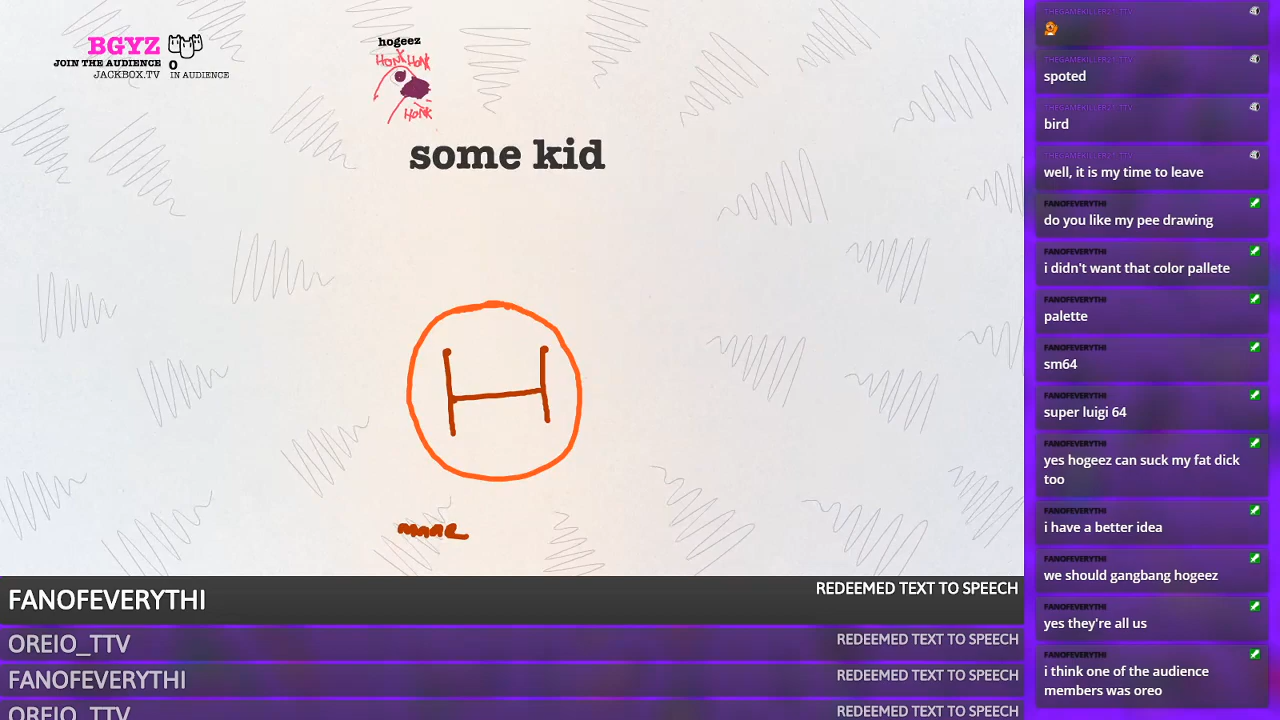 BGYZ
JOIN THE AUDIENCE
JACKBOX.TV
0
IN AUDIENCE
hogeez
HONK HONK
HONK
some kid
H
FANOFEVERYTHI
REDEEMED TEXT TO SPEECH
OREIO_TTV
REDEEMED TEXT TO SPEECH
FANOFEVERYTHI
REDEEMED TEXT TO SPEECH
OREIO_TTV
REDEEMED TEXT TO SPEECH
spoted
bird
well, it is my time to leave
FANOFEVERYTHI
do you like my pee drawing
FANOFEVERYTHI
i didn't want that color pallete
FANOFEVERYTHI
palette
FANOFEVERYTHI
sm64
FANOFEVERYTHI
super luigi 64
FANOFEVERYTHI
yes hogeez can suck my fat dick
too
FANOFEVERYTHI
i have a better idea
FANOFEVERYTHI
we should gangbang hogeez
FANOFEVERYTHI
yes they're all us
FANOFEVERYTHI
i think one of the audience
members was oreo